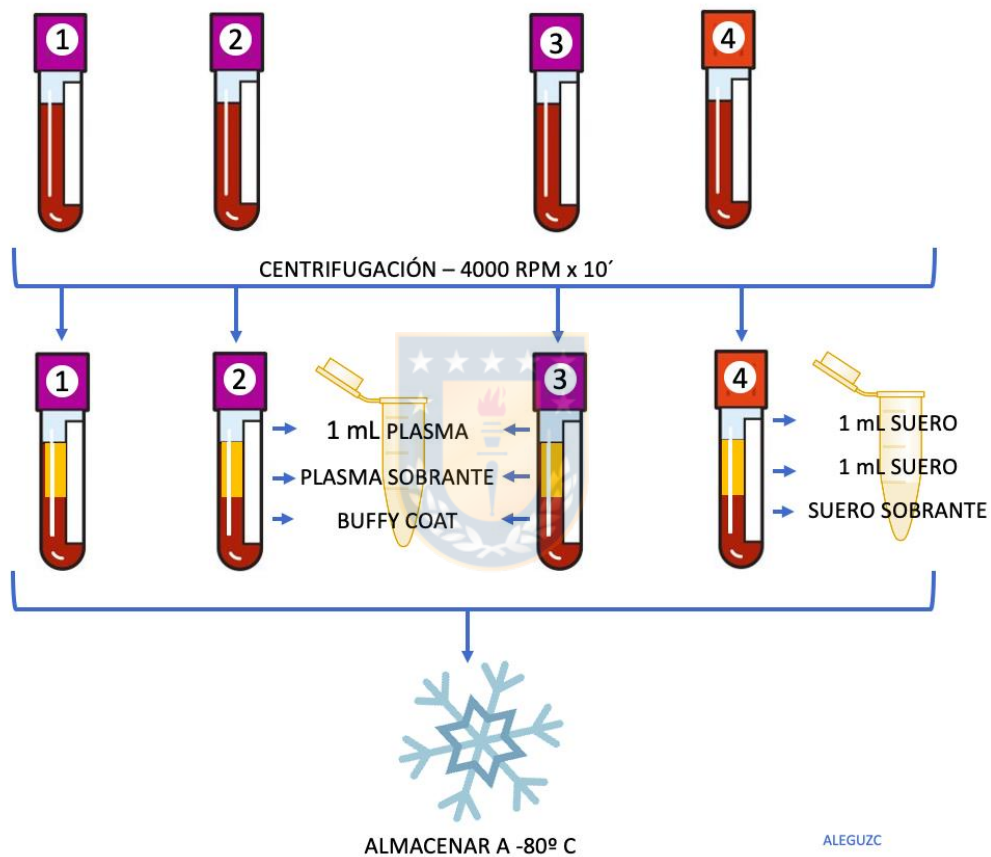 1
2
3
4
CENTRIFUGACIÓN – 4000 RPM x 10´
1
2
3
4
1 mL PLASMA
PLASMA SOBRANTE
BUFFY COAT
1 mL SUERO
1 mL SUERO
SUERO SOBRANTE
ALMACENAR A -80º C
ALEGUZC